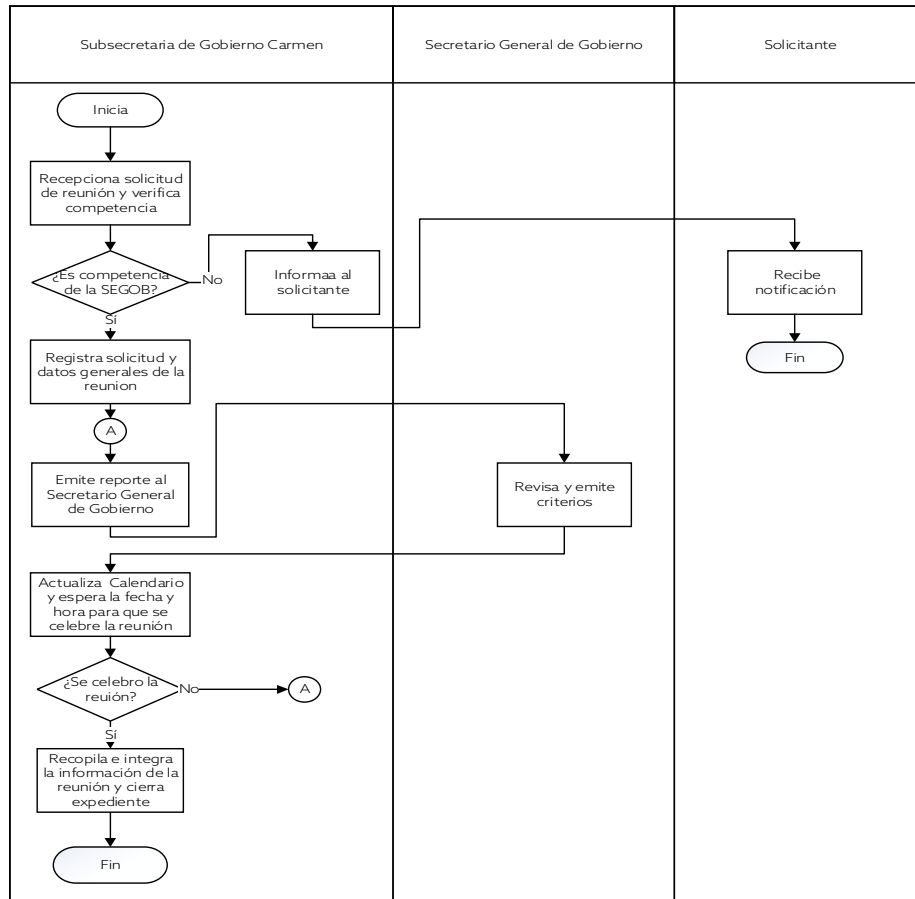 Subsecretaria de Gobierno Carmen
Secretario General de Gobierno
Solicitante
Inicia
Recepciona solicitud
de reunión y verifica
competencia
¿Es competencia
de la SEGOB?
No
Informaa al
solicitante
Recibe
notificación
Sí
Fin
Registra solicitud y
datos generales de la
reunion
A
Emite reporte al
Secretario General
de Gobierno
Revisa y emite
criterios
Actualiza Calendario
y espera la fecha y
hora para que se
celebre la reunión
¿Se celebro la
reuión?
No
A
Sí
Recopila e integra
la información de la
reunión y cierra
expediente
Fin